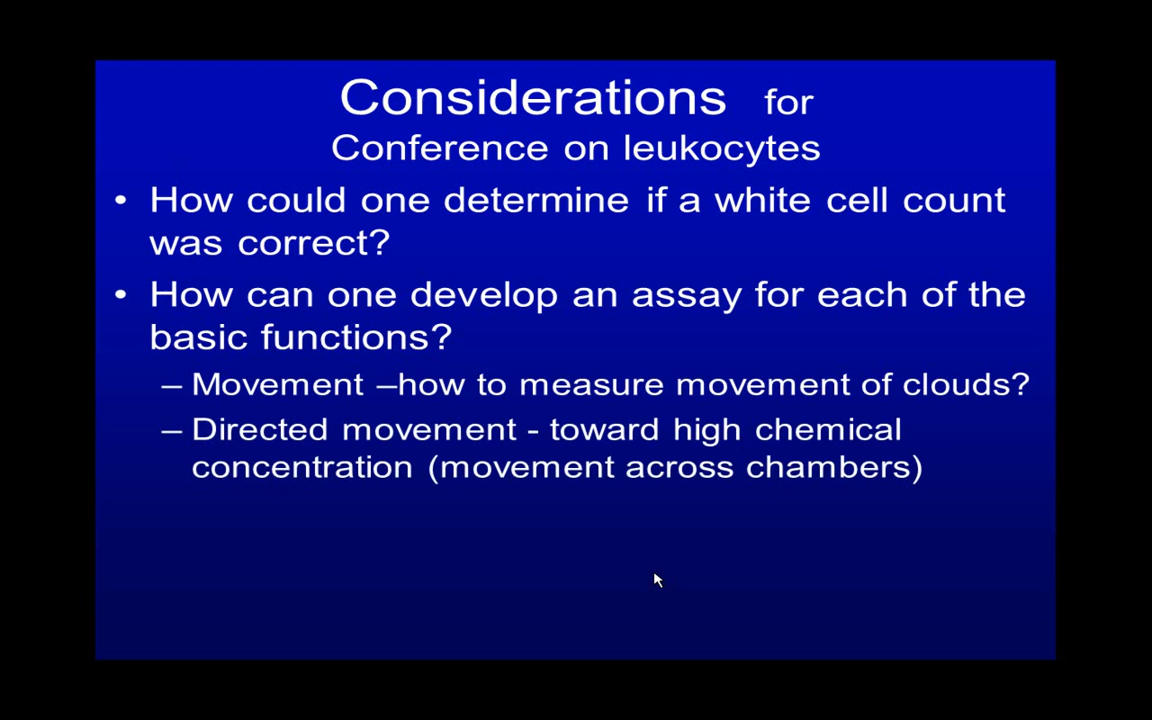 Considerations for
Conference on leukocytes
• How could one determine if a white cell count
was correct?
• How can one develop an assay for each of the
basic functions?
– Movement –how to measure movement of clouds?
– Directed movement - toward high chemical
concentration (movement across chambers)